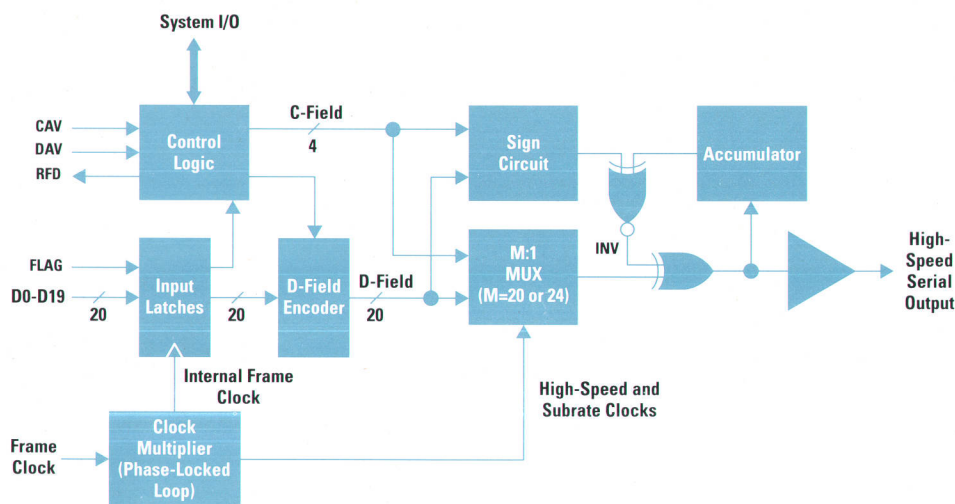 System I/O
CAV
DAV
RFD
Control
Logic
C-Field
4
Sign
Circuit
Accumulator
INV
FLAG
D0-D19
20
Input
Latches
20
D-Field
Encoder
D-Field
20
M:1
MUX
(M=20 or 24)
High-
Speed
Serial
Output
Internal Frame
Clock
High-Speed and
Subrate Clocks
Frame
Clock
Clock
Multiplier
(Phase-Locked
Loop)